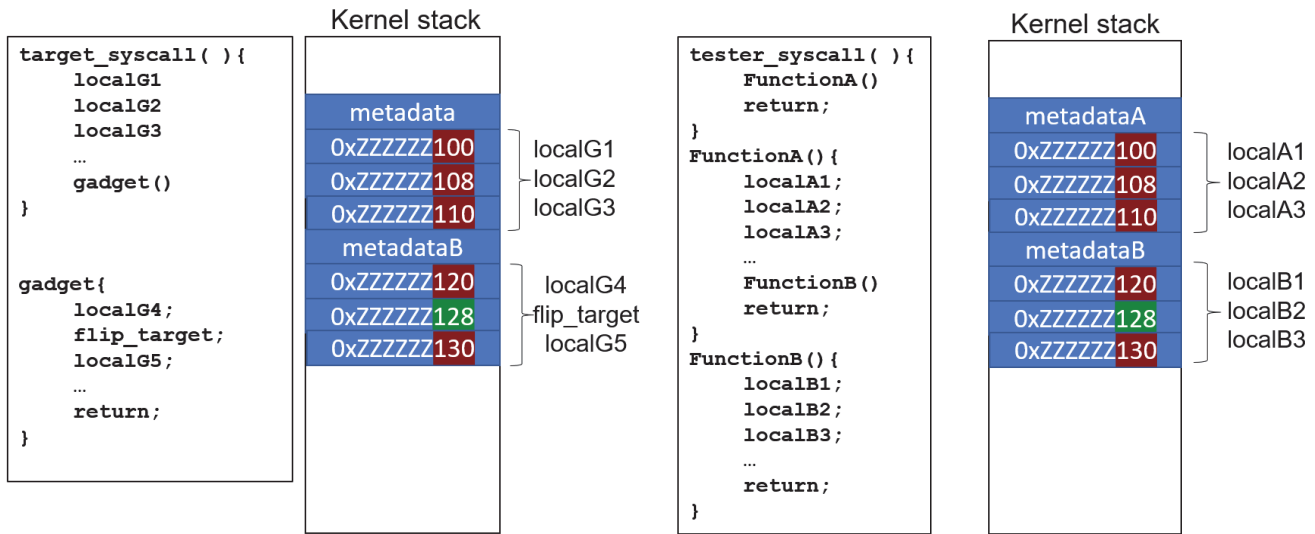 Kernel stack
target_syscall( ){
localG1
localG2
localG3
…
gadget()
}
gadget{
localG4;
flip_target;
localG5;
…
return;
}
metadata
0xZZZZZZ100
0xZZZZZZ108
0xZZZZZZ110
metadataB
0xZZZZZZ120
0xZZZZZZ128
0xZZZZZZ130
localG1
localG2
localG3
localG4
flip_target
localG5
Kernel stack
tester_syscall( ){
FunctionA()
return;
}
FunctionA(){
localA1;
localA2;
localA3;
…
FunctionB()
return;
}
FunctionB(){
localB1;
localB2;
localB3;
…
return;
}
metadataA
0xZZZZZZ100
0xZZZZZZ108
0xZZZZZZ110
metadataB
0xZZZZZZ120
0xZZZZZZ128
0xZZZZZZ130
localA1
localA2
localA3
localB1
localB2
localB3